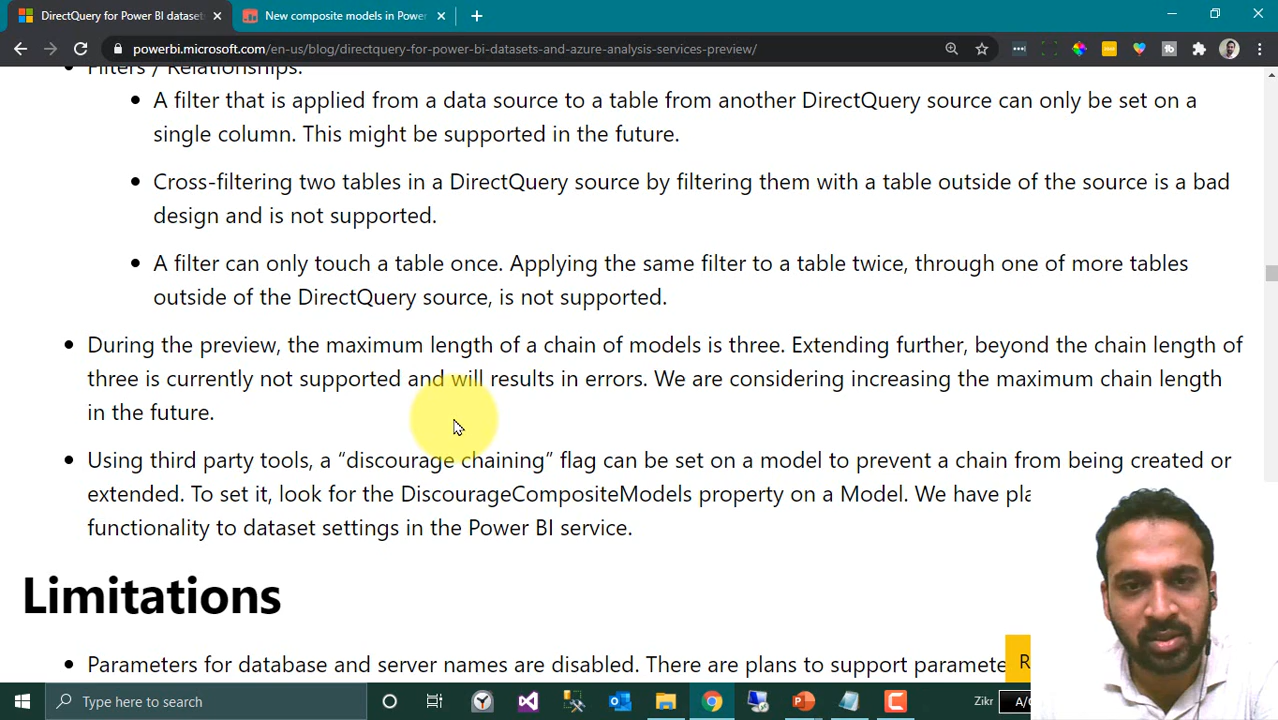 DirectQuery for Power BI dataset
New composite models in Power
powerbi.microsoft.com/en-us/blog/directquery-for-power-bi-datasets-and-azure-analysis-services-preview/
Filters / Relationships:
A filter that is applied from a data source to a table from another DirectQuery source can only be set on a
single column. This might be supported in the future.
Cross-filtering two tables in a DirectQuery source by filtering them with a table outside of the source is a bad
design and is not supported.
A filter can only touch a table once. Applying the same filter to a table twice, through one of more tables
outside of the DirectQuery source, is not supported.
During the preview, the maximum length of a chain of models is three. Extending further, beyond the chain length of
three is currently not supported and will results in errors. We are considering increasing the maximum chain length
in the future.
Using third party tools, a “discourage chaining” flag can be set on a model to prevent a chain from being created or
extended. To set it, look for the DiscourageCompositeModels property on a Model. We have pla
functionality to dataset settings in the Power BI service.
Limitations
Parameters for database and server names are disabled. There are plans to support paramete
R
Type here to search
Zikr
A/C